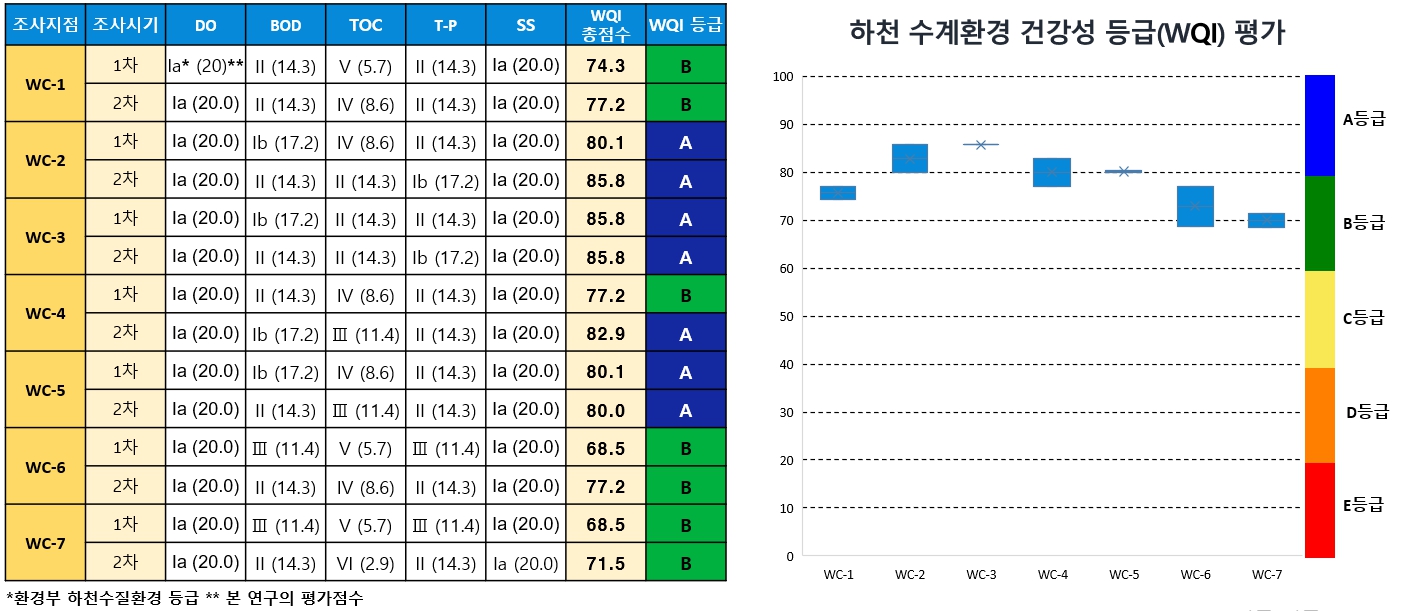 조사지점 조사시기 DO BOD TOC T-P SS WQI 총점수 WQI 등급
WC-1 1차 Ia* (20)** II (14.3) V (5.7) II (14.3) Ia (20.0) 74.3 B
2차 Ia (20.0) II (14.3) IV (8.6) II (14.3) Ia (20.0) 77.2 B
WC-2 1차 Ia (20.0) Ib (17.2) IV (8.6) II (14.3) Ia (20.0) 80.1 A
2차 Ia (20.0) II (14.3) II (14.3) Ib (17.2) Ia (20.0) 85.8 A
WC-3 1차 Ia (20.0) Ib (17.2) II (14.3) II (14.3) Ia (20.0) 85.8 A
2차 Ia (20.0) II (14.3) II (14.3) Ib (17.2) Ia (20.0) 85.8 A
WC-4 1차 Ia (20.0) II (14.3) IV (8.6) II (14.3) Ia (20.0) 77.2 B
2차 Ia (20.0) Ib (17.2) Ⅲ (11.4) II (14.3) Ia (20.0) 82.9 A
WC-5 1차 Ia (20.0) Ib (17.2) IV (8.6) II (14.3) Ia (20.0) 80.1 A
2차 Ia (20.0) II (14.3) Ⅲ (11.4) II (14.3) Ia (20.0) 80.0 A
WC-6 1차 Ia (20.0) Ⅲ (11.4) V (5.7) Ⅲ (11.4) Ia (20.0) 68.5 B
2차 Ia (20.0) II (14.3) IV (8.6) II (14.3) Ia (20.0) 77.2 B
WC-7 1차 Ia (20.0) Ⅲ (11.4) V (5.7) Ⅲ (11.4) Ia (20.0) 68.5 B
2차 Ia (20.0) II (14.3) VI (2.9) II (14.3) Ia (20.0) 71.5 B
*환경부 하천수질환경 등급 ** 본 연구의 평가점수
하천 수계환경 건강성 등급(WQI) 평가
100
90
80
70
60
50
40
30
20
10
0
WC-1 WC-2 WC-3 WC-4 WC-5 WC-6 WC-7
A등급
B등급
C등급
D등급
E등급